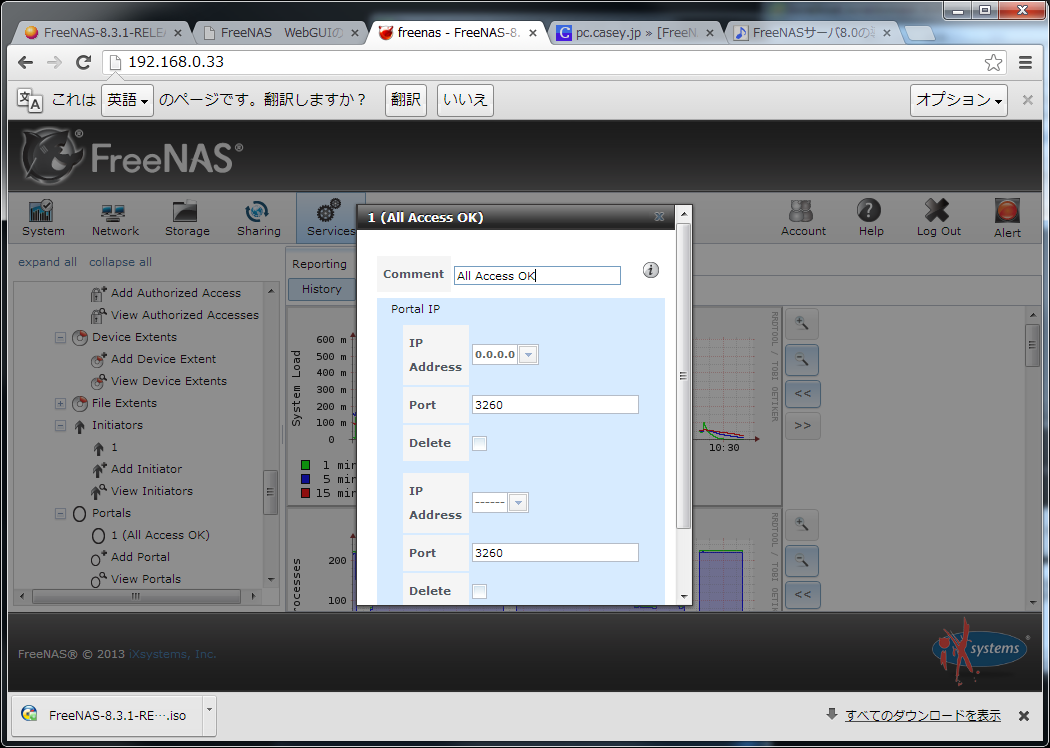 FreeNAS-8.3.1-RELE
FreeNAS WebGUIの
freenas - FreeNAS-8.
pc.casey.jp » [FreeN
FreeNASサーバ8.0の
192.168.0.33
これは 英語 のページです。翻訳しますか？ 翻訳 いいえ オプション
FreeNAS®
System Network Storage Sharing Services Account Help Log Out Alert
expand all collapse all
Add Authorized Access
View Authorized Accesses
Device Extents
Add Device Extent
View Device Extents
File Extents
Initiators
1
Add Initiator
View Initiators
Portals
1 (All Access OK)
Add Portal
View Portals
Reporting
History
System Load
600 m
500 m
400 m
300 m
200 m
100 m
0
10:30
1 min
5 min
15 min
RRDTOOL / TOBI OETIKER
<<
>>
rocesses
200
100
RRDTOOL / TOBI OETIKER
<<
1 (All Access OK)
Comment All Access OK
Portal IP
IP Address 0.0.0.0
Port 3260
Delete
IP Address ------
Port 3260
Delete
FreeNAS® © 2013 iXsystems, Inc.
iXsystems®
FreeNAS-8.3.1-RE….iso
すべてのダウンロードを表示